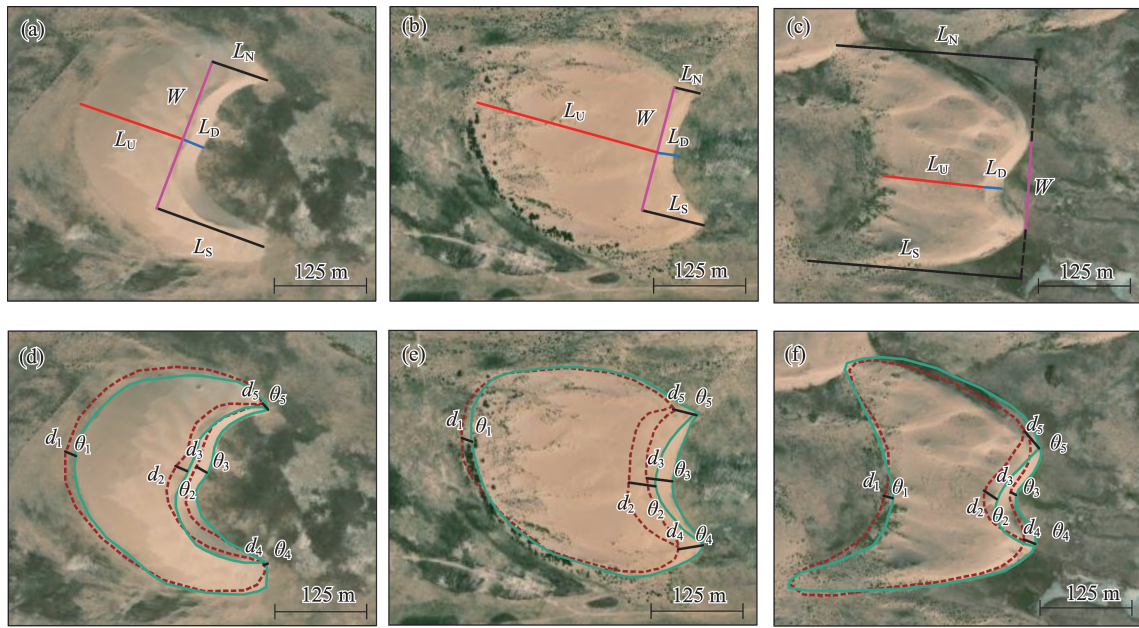 (a)
L_N
W
L_D
L_U
L_S
125 m
(b)
L_N
W
L_U
L_D
L_S
125 m
(c)
L_N
L_U
L_D
W
L_S
125 m
(d)
d_5 θ_5
d_1 θ_1
d_3 θ_3
d_2 θ_2
d_4 θ_4
125 m
(e)
d_5 θ_5
d_1 θ_1
d_3 θ_3
d_2 θ_2
d_4 θ_4
125 m
(f)
d_5 θ_5
d_1 θ_1
d_3 θ_3
d_2 θ_2
d_4 θ_4
125 m